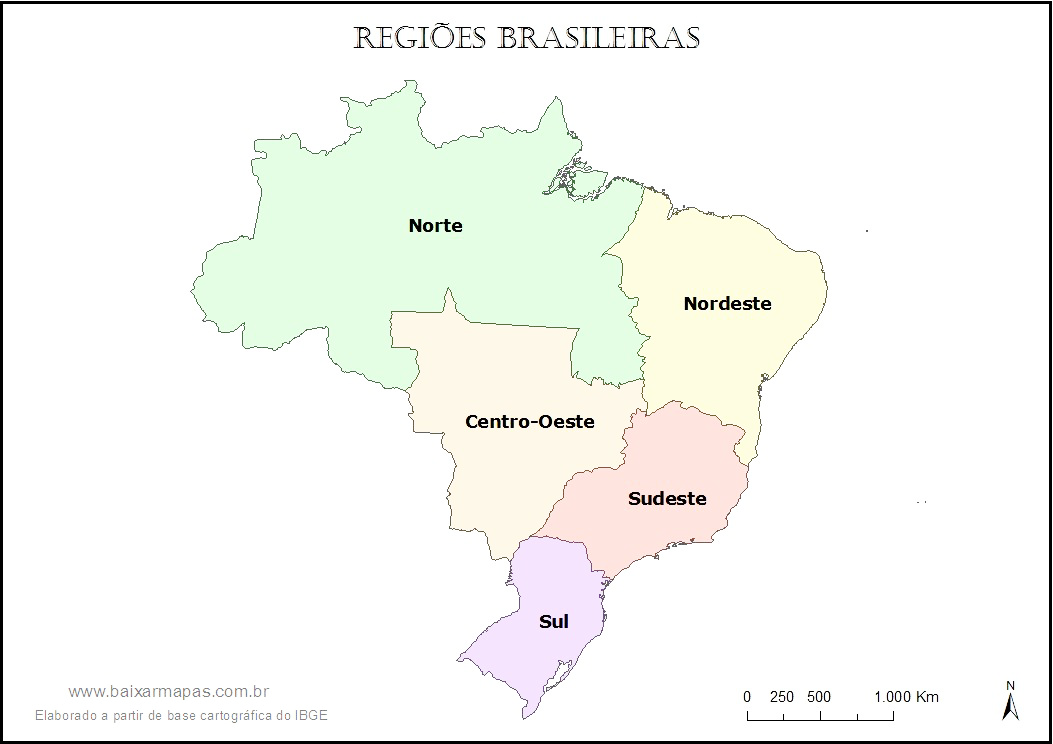 REGIÕES BRASILEIRAS
Norte
Nordeste
Centro-Oeste
Sudeste
Sul
www.baixarmapas.com.br
Elaborado a partir de base cartográfica do IBGE
0 250 500 1.000 Km
N